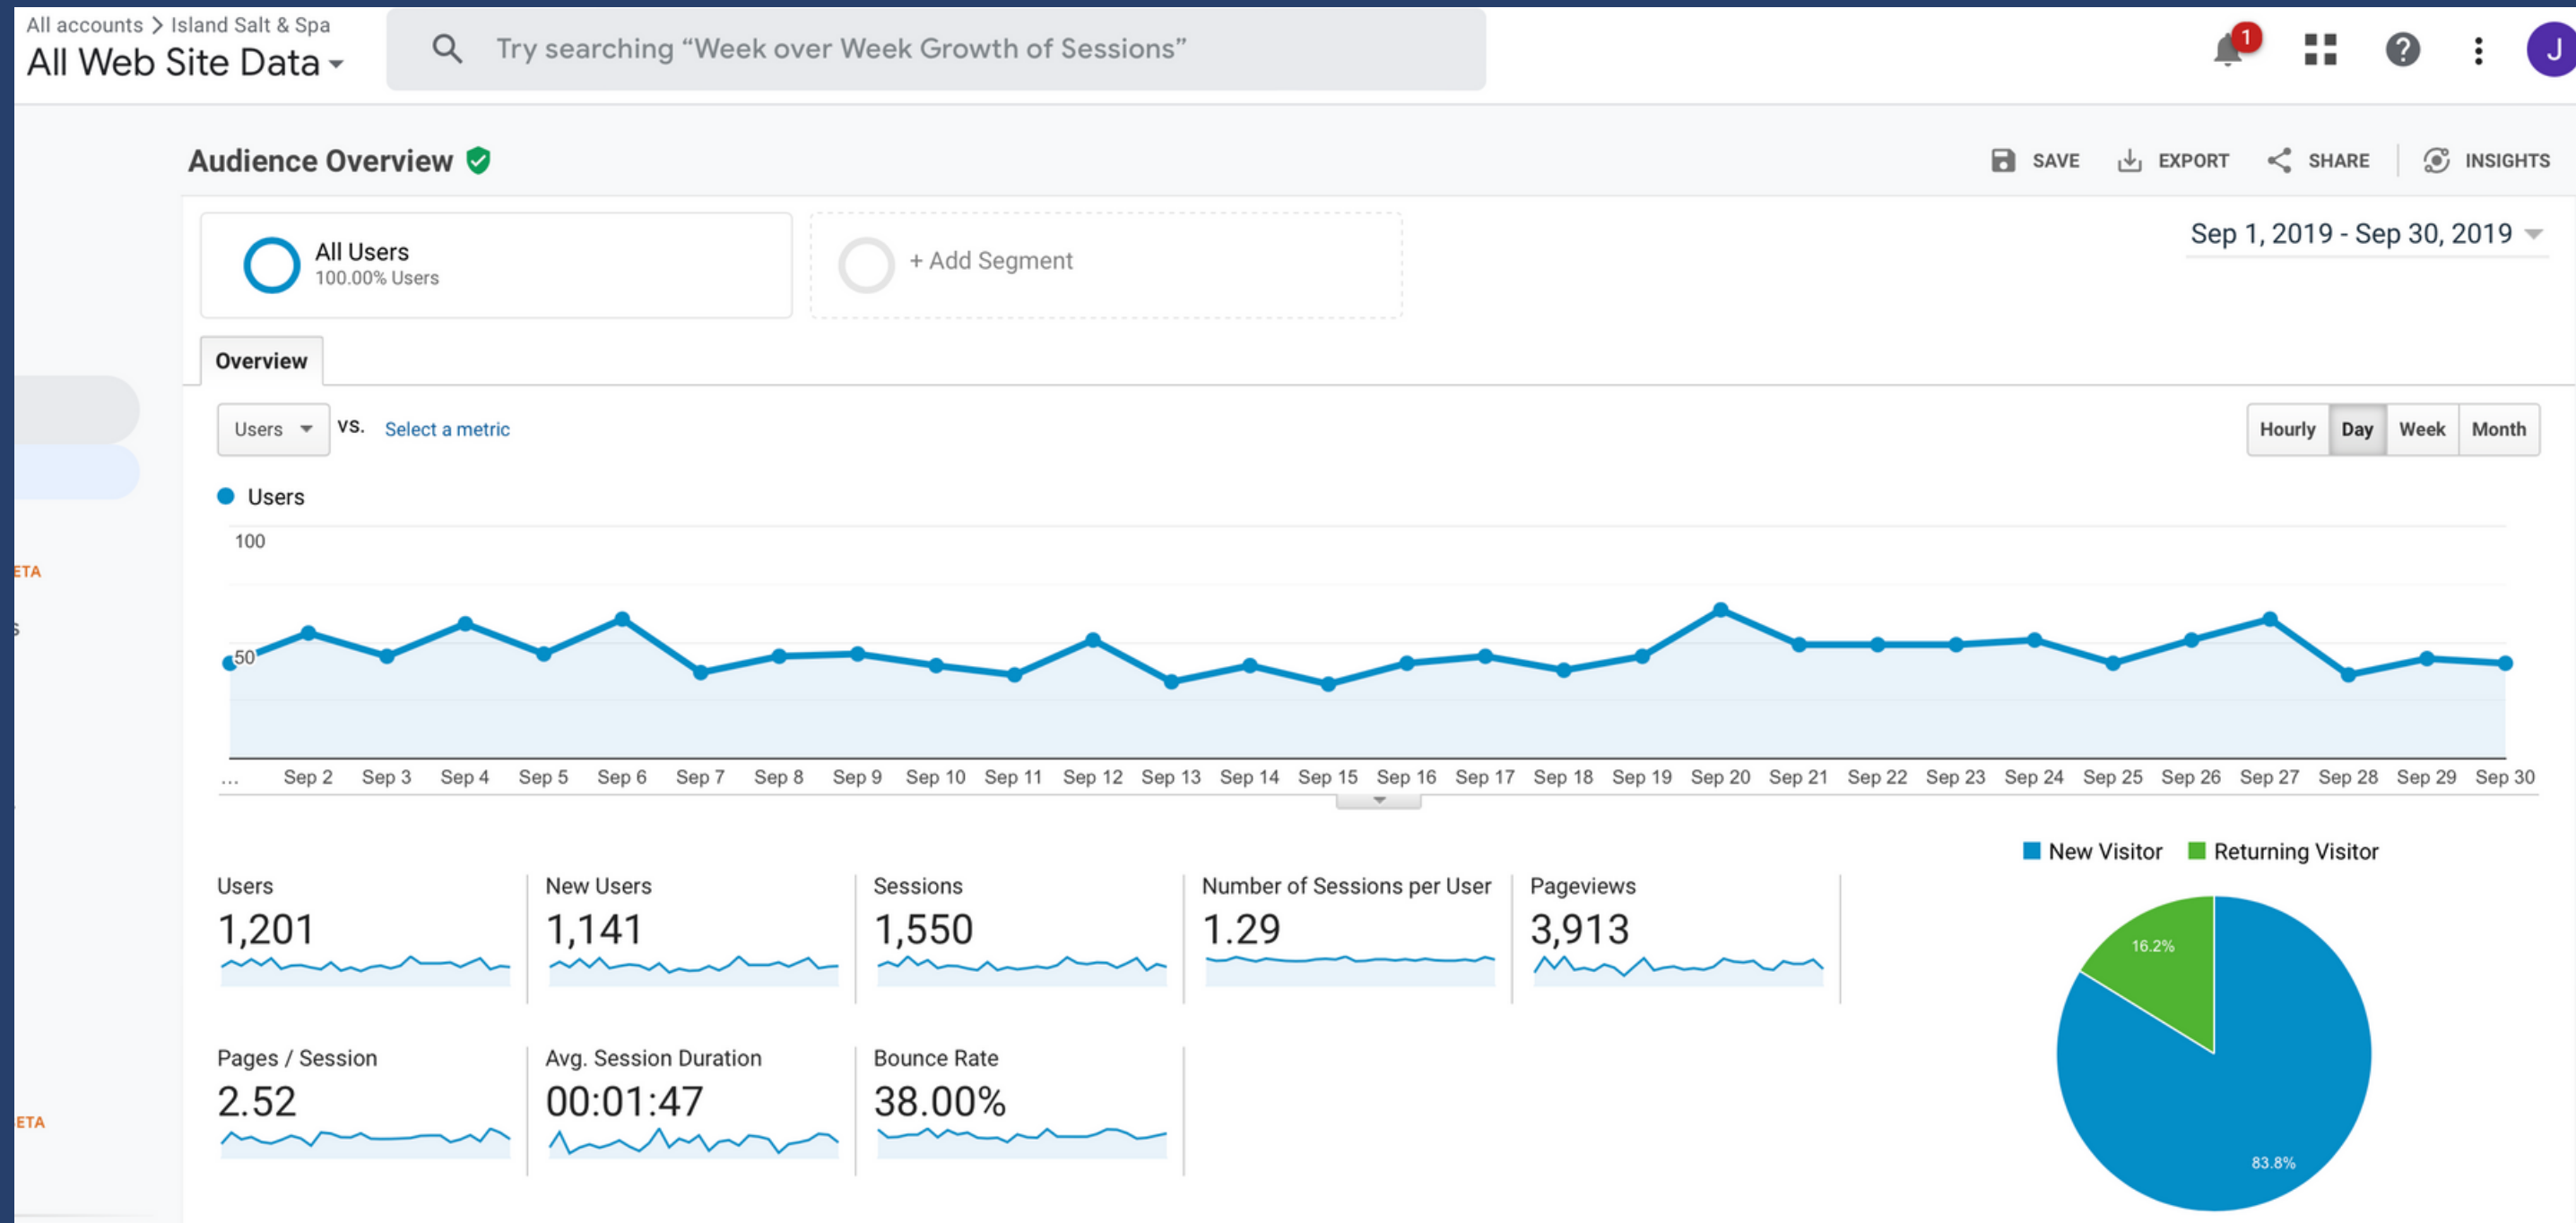 All accounts > Island Salt & Spa
All Web Site Data
Try searching “Week over Week Growth of Sessions”
1
J
Audience Overview
SAVE
EXPORT
SHARE
INSIGHTS
All Users
100.00% Users
+ Add Segment
Sep 1, 2019 - Sep 30, 2019
Overview
Users
VS.
Select a metric
Hourly
Day
Week
Month
Users
100
50
ETA
S
... Sep 2 Sep 3 Sep 4 Sep 5 Sep 6 Sep 7 Sep 8 Sep 9 Sep 10 Sep 11 Sep 12 Sep 13 Sep 14 Sep 15 Sep 16 Sep 17 Sep 18 Sep 19 Sep 20 Sep 21 Sep 22 Sep 23 Sep 24 Sep 25 Sep 26 Sep 27 Sep 28 Sep 29 Sep 30
Users
1,201
New Users
1,141
Sessions
1,550
Number of Sessions per User
1.29
Pageviews
3,913
Pages / Session
2.52
Avg. Session Duration
00:01:47
Bounce Rate
38.00%
ETA
New Visitor
Returning Visitor
16.2%
83.8%